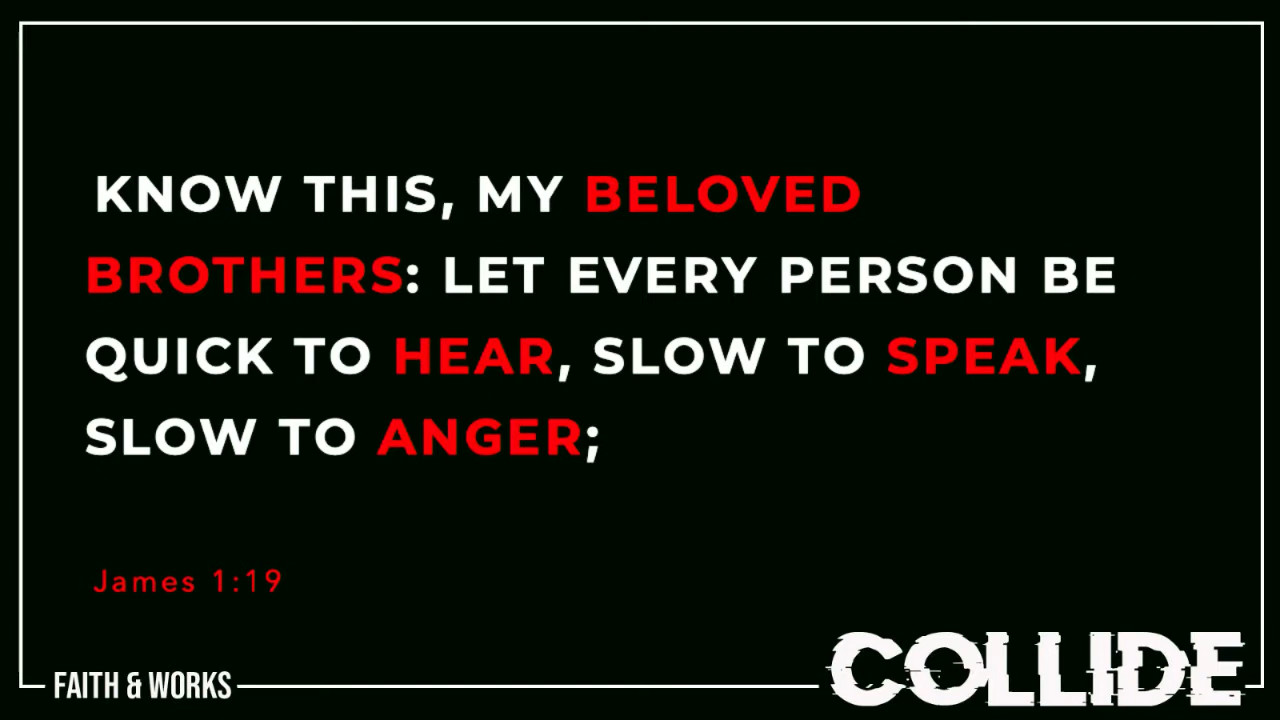 KNOW THIS, MY BELOVED
BROTHERS: LET EVERY PERSON BE
QUICK TO HEAR, SLOW TO SPEAK,
SLOW TO ANGER;
James 1:19
FAITH & WORKS
COLLIDE